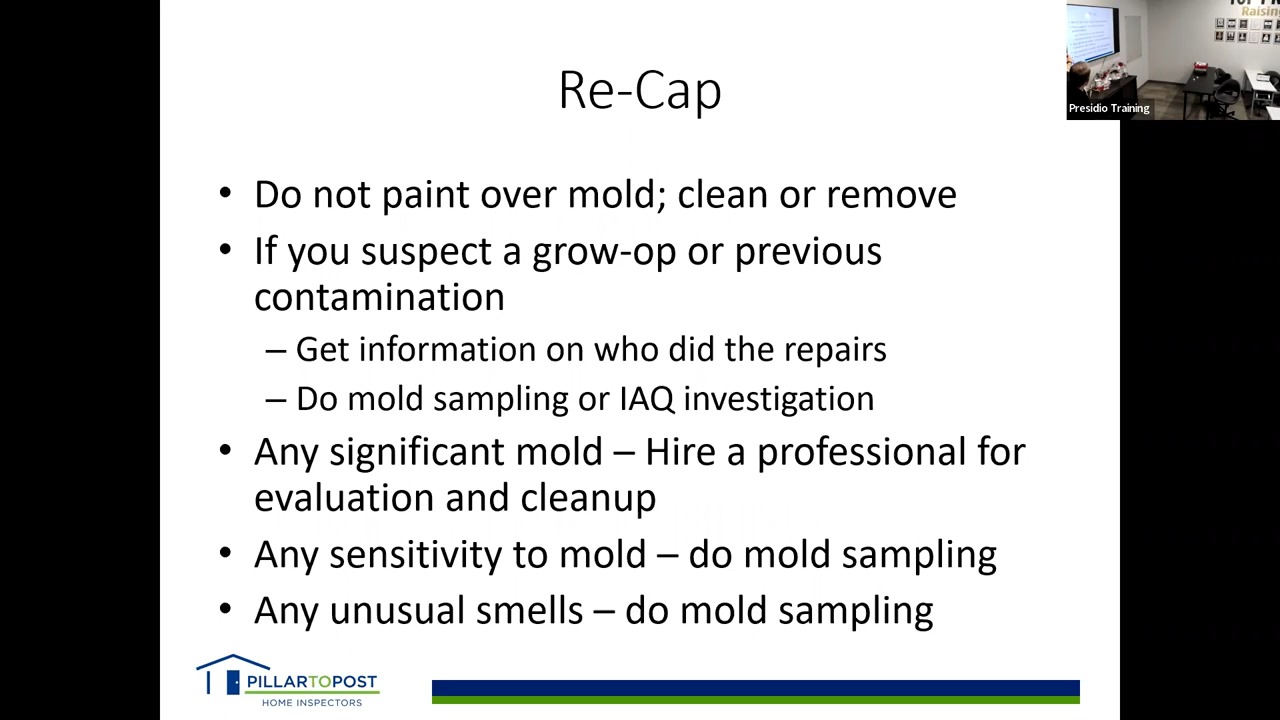 Re-Cap
• Do not paint over mold; clean or remove
• If you suspect a grow-op or previous
contamination
– Get information on who did the repairs
– Do mold sampling or IAQ investigation
• Any significant mold – Hire a professional for
evaluation and cleanup
• Any sensitivity to mold – do mold sampling
• Any unusual smells – do mold sampling
PILLARTOPOST
HOME INSPECTORS
Raisin
Presidio Training